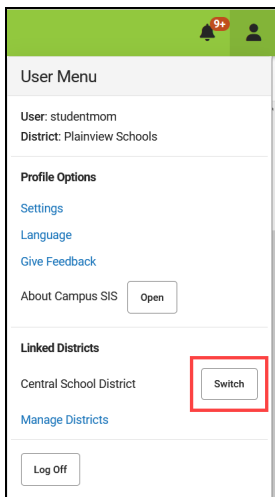 9+
User Menu
User: studentmom
District: Plainview Schools
Profile Options
Settings
Language
Give Feedback
About Campus SIS Open
Linked Districts
Central School District Switch
Manage Districts
Log Off